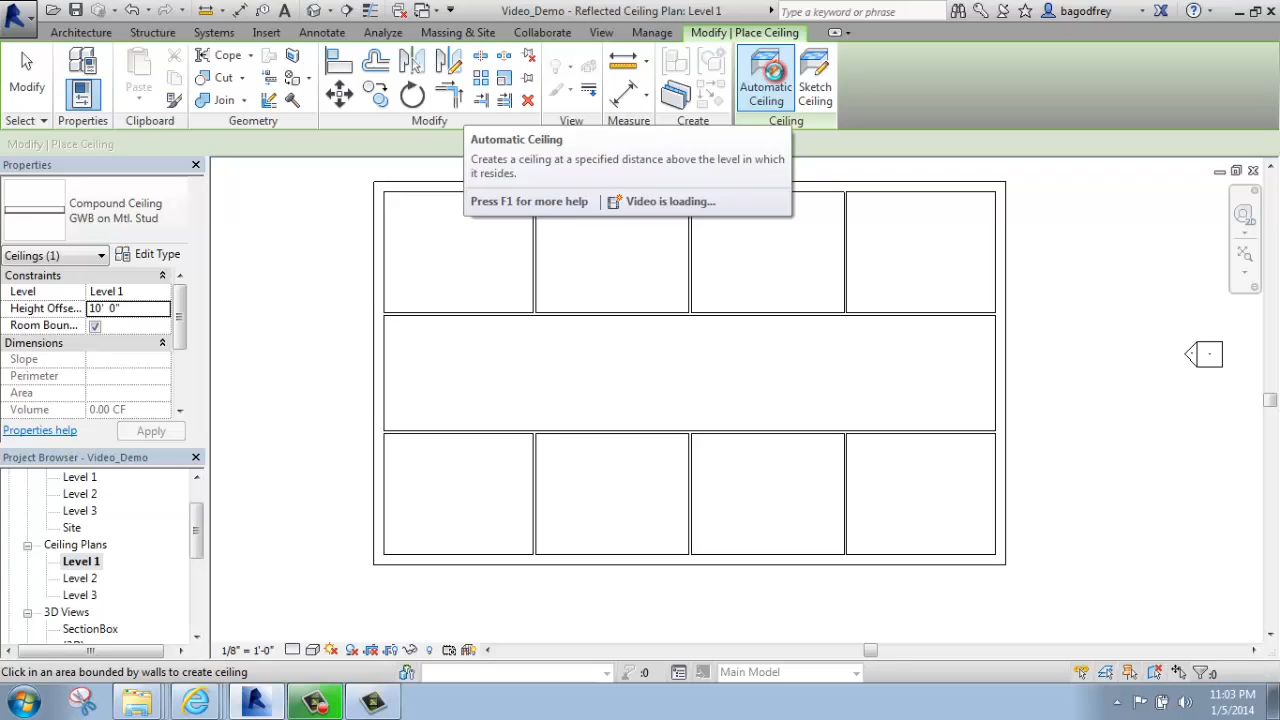 Video_Demo - Reflected Ceiling Plan: Level 1
Type a keyword or phrase
bagodfrey
Architecture Structure Systems Insert Annotate Analyze Massing & Site Collaborate View Manage Modify | Place Ceiling
Modify
Paste
Cope
Cut
Join
Automatic Ceiling
Sketch Ceiling
Select Properties Clipboard Geometry Modify View Measure Create Ceiling
Modify | Place Ceiling
Automatic Ceiling
Creates a ceiling at a specified distance above the level in which
it resides.
Press F1 for more help Video is loading...
Properties
Compound Ceiling
GWB on Mtl. Stud
Ceilings (1) Edit Type
Constraints
Level Level 1
Height Offse... 10' 0"
Room Boun...
Dimensions
Slope
Perimeter
Area
Volume 0.00 CF
Properties help Apply
Project Browser - Video_Demo
Level 1
Level 2
Level 3
Site
Ceiling Plans
Level 1
Level 2
Level 3
3D Views
SectionBox
2D
1/8" = 1'-0"
Click in an area bounded by walls to create ceiling
:0
Main Model
:0
11:03 PM
1/5/2014